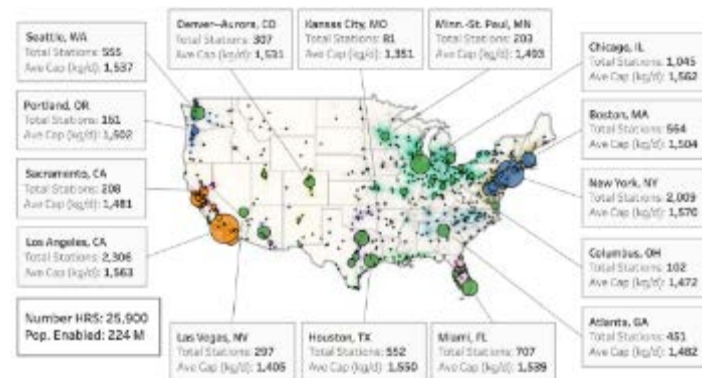 Seattle, WA
Total Stations: 555
Ave Cap (kg/d): 1,537
Denver--Aurora, CO
Total Stations: 307
Ave Cap (kg/d): 1,531
Kansas City, MO
Total Stations: 81
Ave Cap (kg/d): 1,351
Minn.-St. Paul, MN
Total Stations: 203
Ave Cap (kg/d): 1,493
Chicago, IL
Total Stations: 1,045
Ave Cap (kg/d): 1,562
Portland, OR
Total Stations: 151
Ave Cap (kg/d): 1,502
Boston, MA
Total Stations: 564
Ave Cap (kg/d): 1,504
Sacramento, CA
Total Stations: 208
Ave Cap (kg/d): 1,481
New York, NY
Total Stations: 2,009
Ave Cap (kg/d): 1,570
Los Angeles, CA
Total Stations: 2,306
Ave Cap (kg/d): 1,563
Columbus, OH
Total Stations: 102
Ave Cap (kg/d): 1,472
Number HRS: 25,900
Pop. Enabled: 224 M
Las Vegas, NV
Total Stations: 297
Ave Cap (kg/d): 1,405
Houston, TX
Total Stations: 552
Ave Cap (kg/d): 1,550
Miami, FL
Total Stations: 707
Ave Cap (kg/d): 1,539
Atlanta, GA
Total Stations: 451
Ave Cap (kg/d): 1,482